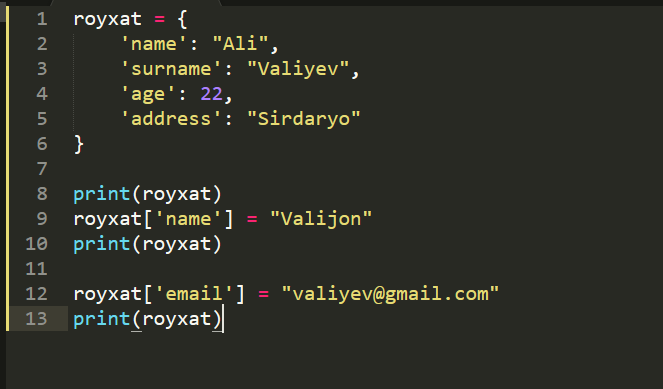 1 royxat = {
2     'name': "Ali",
3     'surname': "Valiyev",
4     'age': 22,
5     'address': "Sirdaryo"
6 }
7
8 print(royxat)
9 royxat['name'] = "Valijon"
10 print(royxat)
11
12 royxat['email'] = "valiyev@gmail.com"
13 print(royxat)